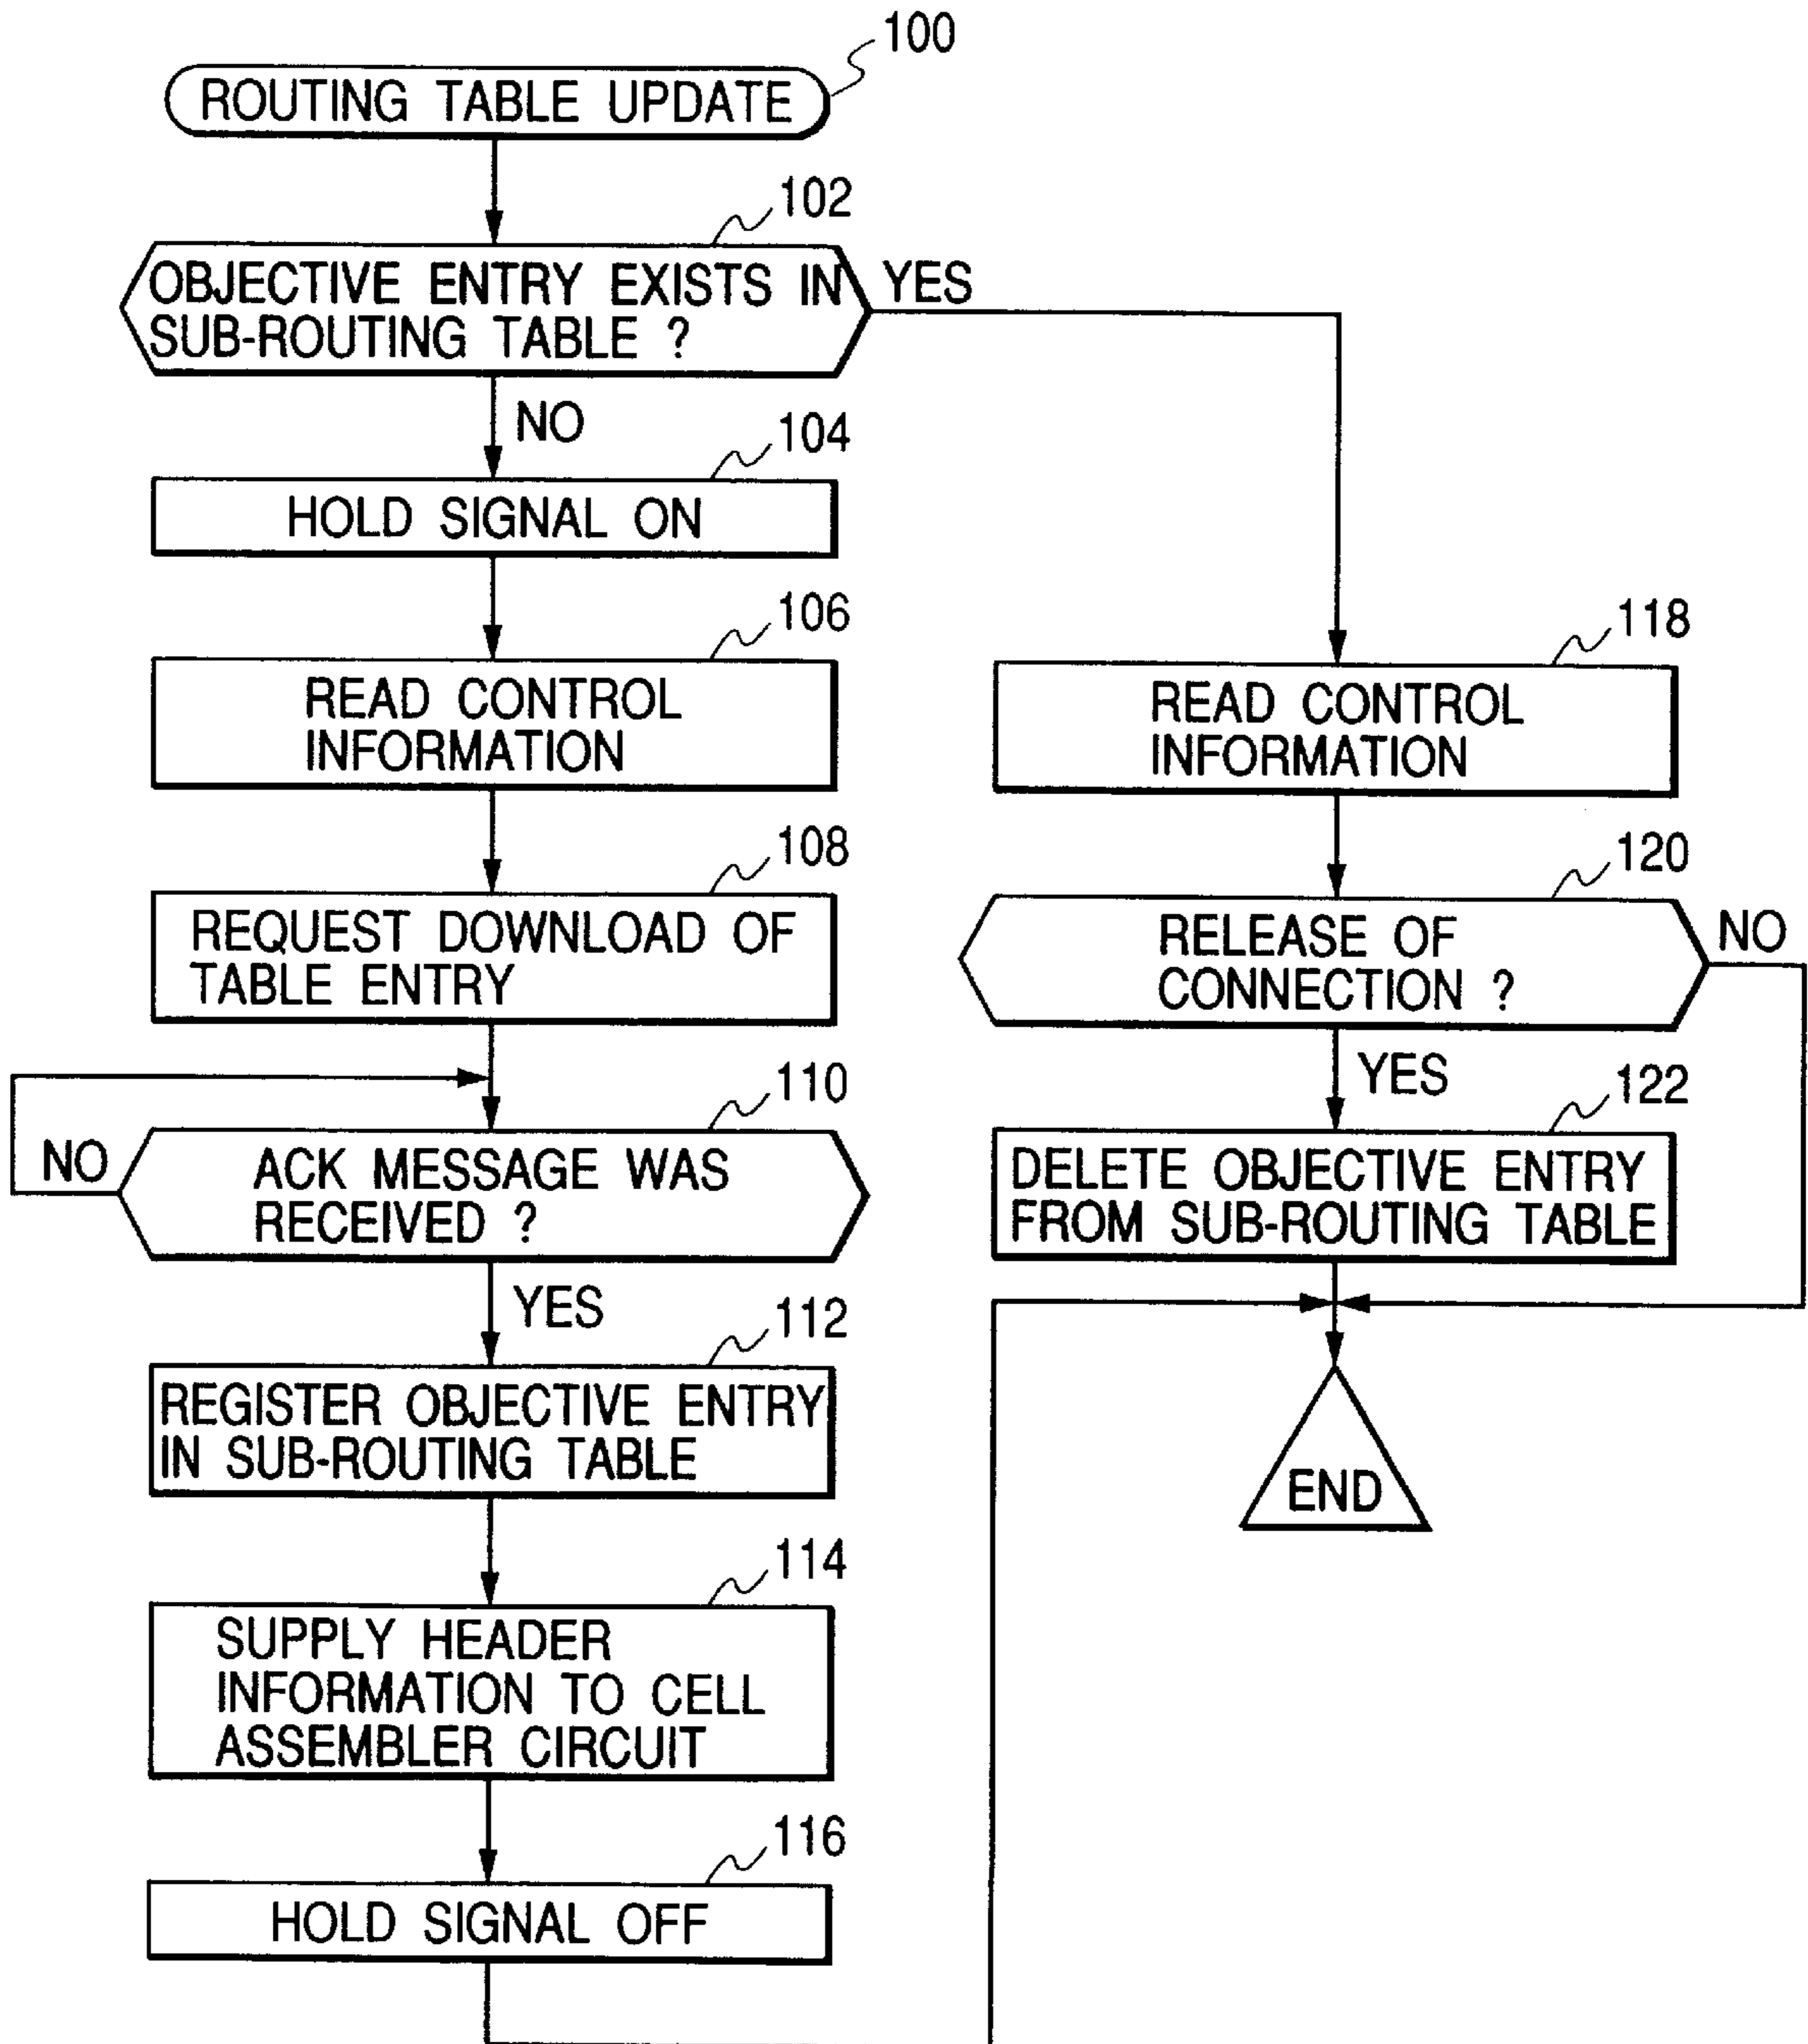 100
ROUTING TABLE UPDATE
102
OBJECTIVE ENTRY EXISTS IN
SUB-ROUTING TABLE ?
YES
NO
104
HOLD SIGNAL ON
106
READ CONTROL
INFORMATION
108
REQUEST DOWNLOAD OF
TABLE ENTRY
110
NO
ACK MESSAGE WAS
RECEIVED ?
YES
112
REGISTER OBJECTIVE ENTRY
IN SUB-ROUTING TABLE
114
SUPPLY HEADER
INFORMATION TO CELL
ASSEMBLER CIRCUIT
116
HOLD SIGNAL OFF
118
READ CONTROL
INFORMATION
120
RELEASE OF
CONNECTION ?
NO
YES
122
DELETE OBJECTIVE ENTRY
FROM SUB-ROUTING TABLE
END